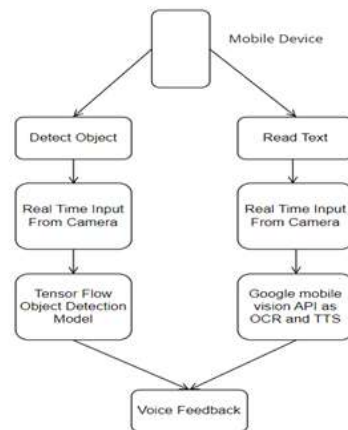 Mobile Device
Detect Object
Read Text
Real Time Input
From Camera
Real Time Input
From Camera
Tensor Flow
Object Detection
Model
Google mobile
vision API as
OCR and TTS
Voice Feedback